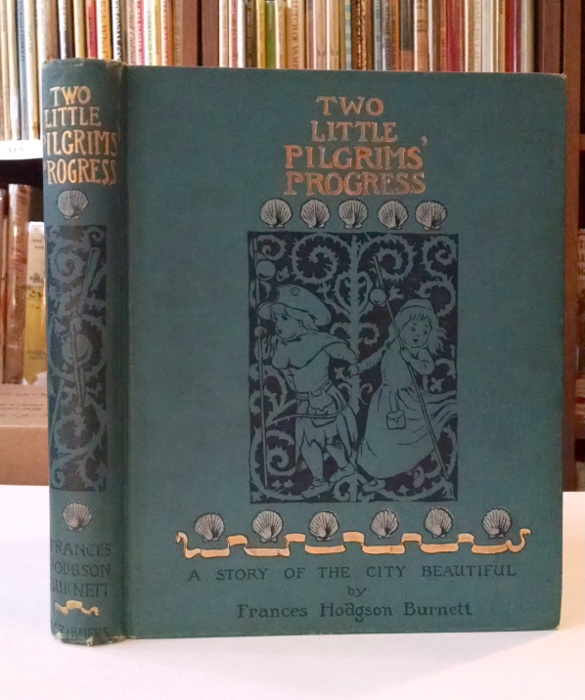 TWO
LITTLE
PILGRIMS'
PROGRESS
FRANCES
HODGSON
BURNETT
SCRIBNERS
TWO
LITTLE
PILGRIMS'
PROGRESS
A STORY OF THE CITY BEAUTIFUL
by
Frances Hodgson Burnett